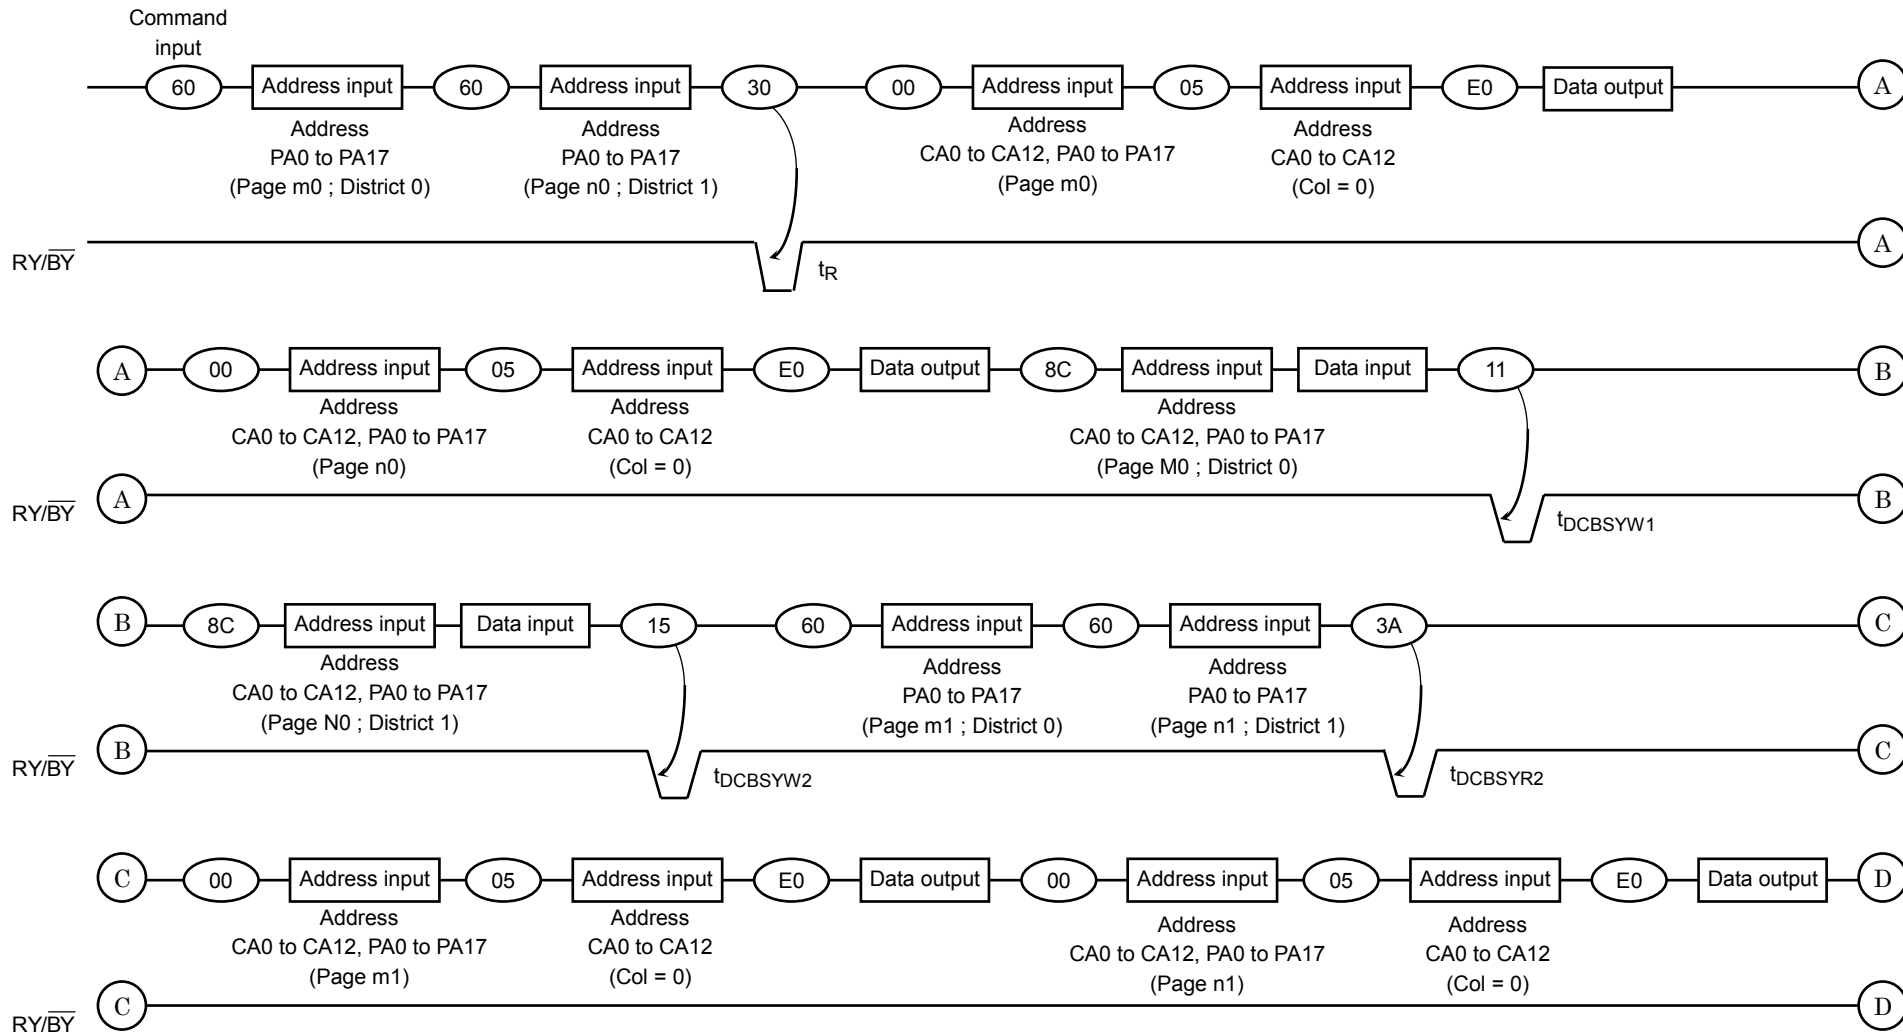 Command
input
60 Address input 60 Address input 30 00 Address input 05 Address input E0 Data output A
Address Address Address Address
PA0 to PA17 PA0 to PA17 CA0 to CA12, PA0 to PA17 CA0 to CA12
(Page m0 ; District 0) (Page n0 ; District 1) (Page m0) (Col = 0)
RY/B̅Y̅ tR A
A 00 Address input 05 Address input E0 Data output 8C Address input Data input 11 B
Address Address Address
CA0 to CA12, PA0 to PA17 CA0 to CA12 CA0 to CA12, PA0 to PA17
(Page n0) (Col = 0) (Page M0 ; District 0)
RY/B̅Y̅ A tDCBSYW1 B
B 8C Address input Data input 15 60 Address input 60 Address input 3A C
Address Address Address
CA0 to CA12, PA0 to PA17 PA0 to PA17 PA0 to PA17
(Page N0 ; District 1) (Page m1 ; District 0) (Page n1 ; District 1)
RY/B̅Y̅ B tDCBSYW2 tDCBSYR2 C
C 00 Address input 05 Address input E0 Data output 00 Address input 05 Address input E0 Data output D
Address Address Address Address
CA0 to CA12, PA0 to PA17 CA0 to CA12 CA0 to CA12, PA0 to PA17 CA0 to CA12
(Page m1) (Col = 0) (Page n1) (Col = 0)
RY/B̅Y̅ C D